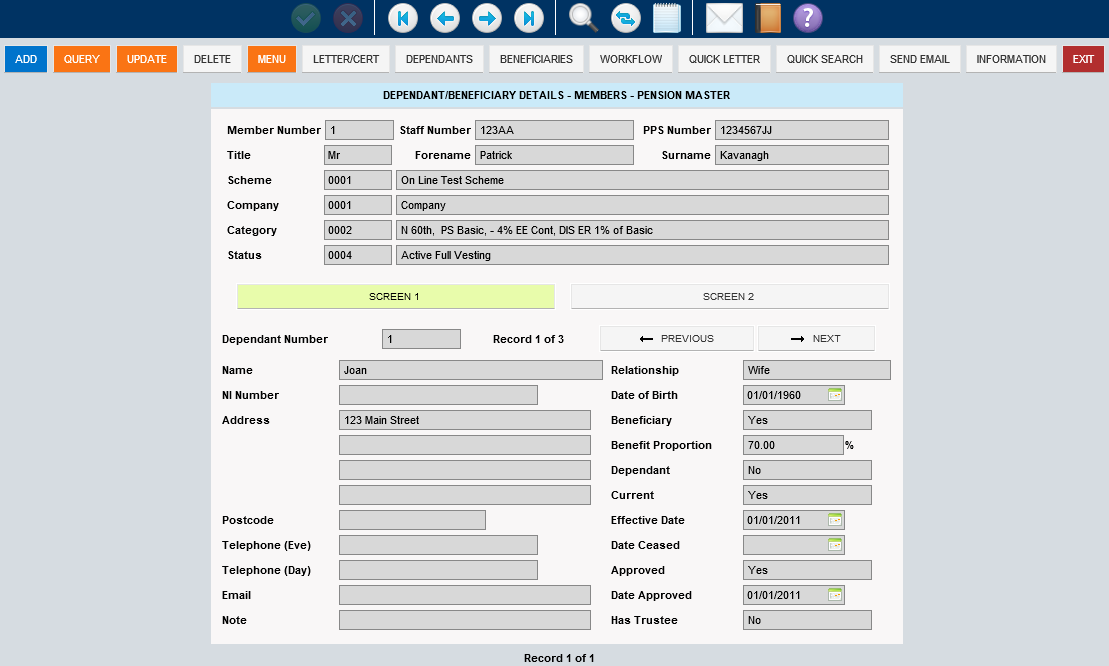 ADD QUERY UPDATE DELETE MENU LETTER/CERT DEPENDANTS BENEFICIARIES WORKFLOW QUICK LETTER QUICK SEARCH SEND EMAIL INFORMATION EXIT
DEPENDANT/BENEFICIARY DETAILS - MEMBERS - PENSION MASTER
Member Number 1 Staff Number 123AA PPS Number 1234567JJ
Title Mr Forename Patrick Surname Kavanagh
Scheme 0001 On Line Test Scheme
Company 0001 Company
Category 0002 N 60th, PS Basic, - 4% EE Cont, DIS ER 1% of Basic
Status 0004 Active Full Vesting
SCREEN 1 SCREEN 2
Dependant Number 1 Record 1 of 3 PREVIOUS NEXT
Name Joan Relationship Wife
NI Number Date of Birth 01/01/1960
Address 123 Main Street Beneficiary Yes
Benefit Proportion 70.00 %
Dependant No
Current Yes
Postcode Effective Date 01/01/2011
Telephone (Eve) Date Ceased
Telephone (Day) Approved Yes
Email Date Approved 01/01/2011
Note Has Trustee No
Record 1 of 1